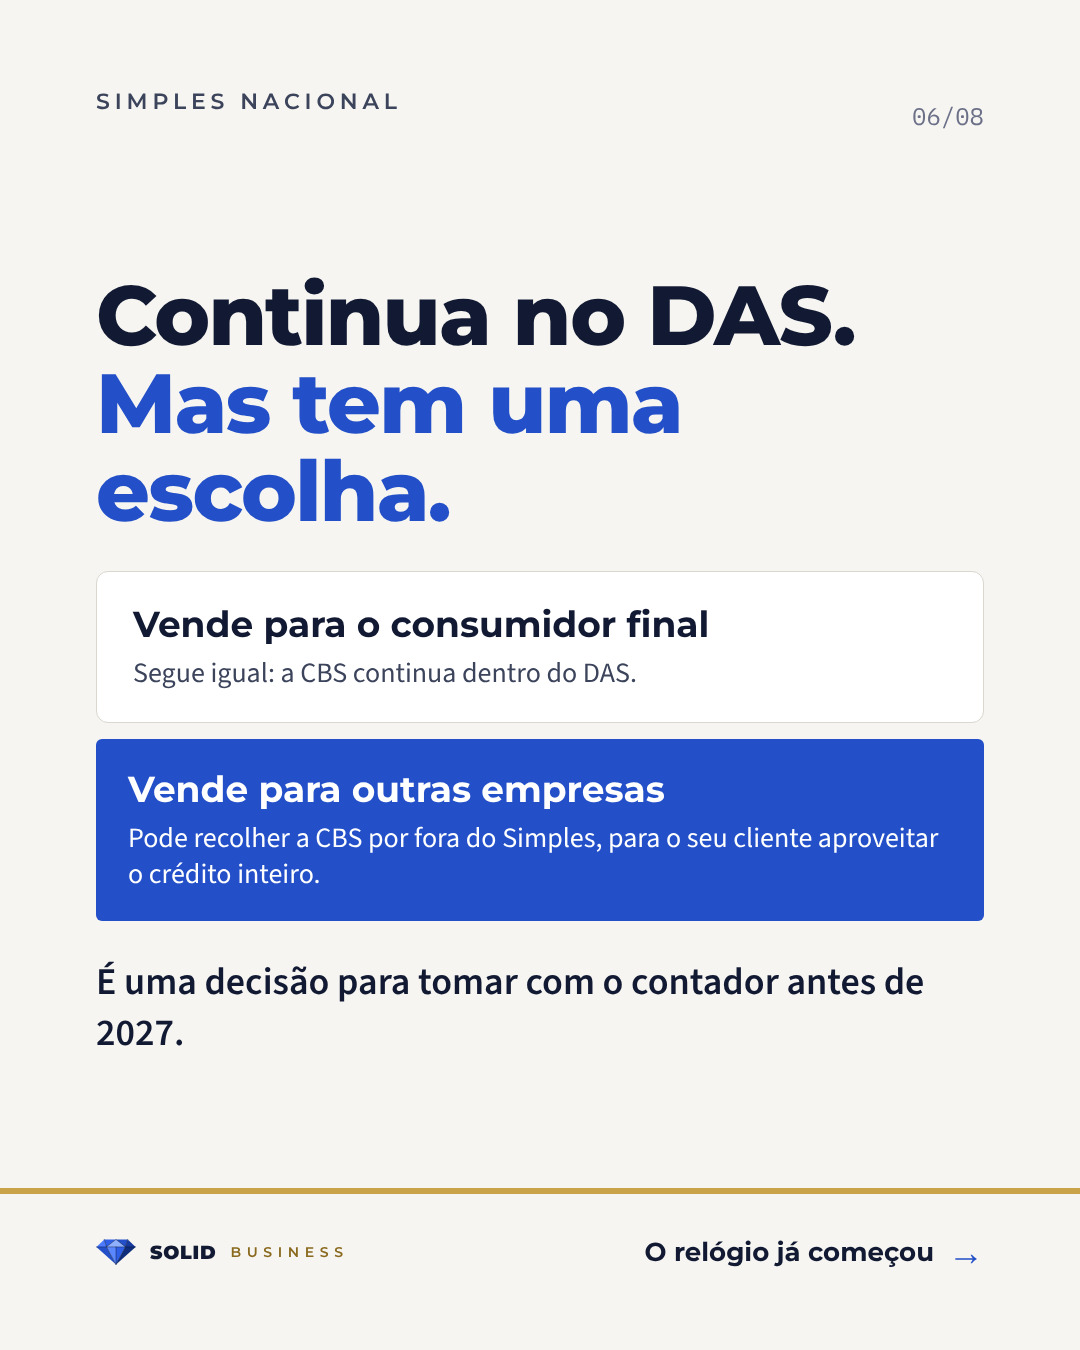 SIMPLES NACIONAL
06/08
Continua no DAS.
Mas tem uma
escolha.
Vende para o consumidor final
Segue igual: a CBS continua dentro do DAS.
Vende para outras empresas
Pode recolher a CBS por fora do Simples, para o seu cliente aproveitar
o crédito inteiro.
É uma decisão para tomar com o contador antes de
2027.
SOLID BUSINESS
O relógio já começou →